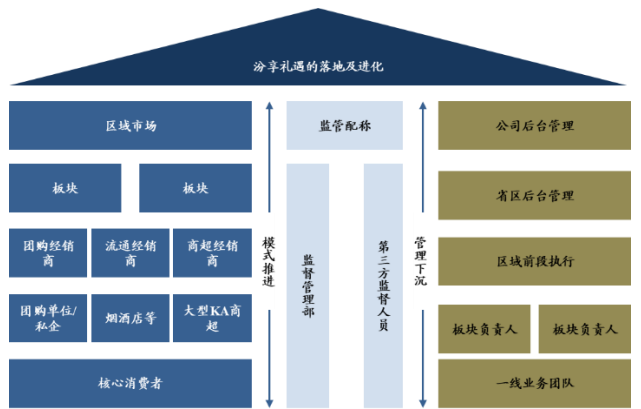 汾享礼遇的落地及进化
区域市场
监管配称
公司后台管理
板块
板块
省区后台管理
团购经销
商
流通经销
商
商超经销
商
模式推进
监督管理部
第三方监督人员
管理下沉
区域前段执行
团购单位/
私企
烟酒店等
大型KA商
超
板块负责人
板块负责人
核心消费者
一线业务团队